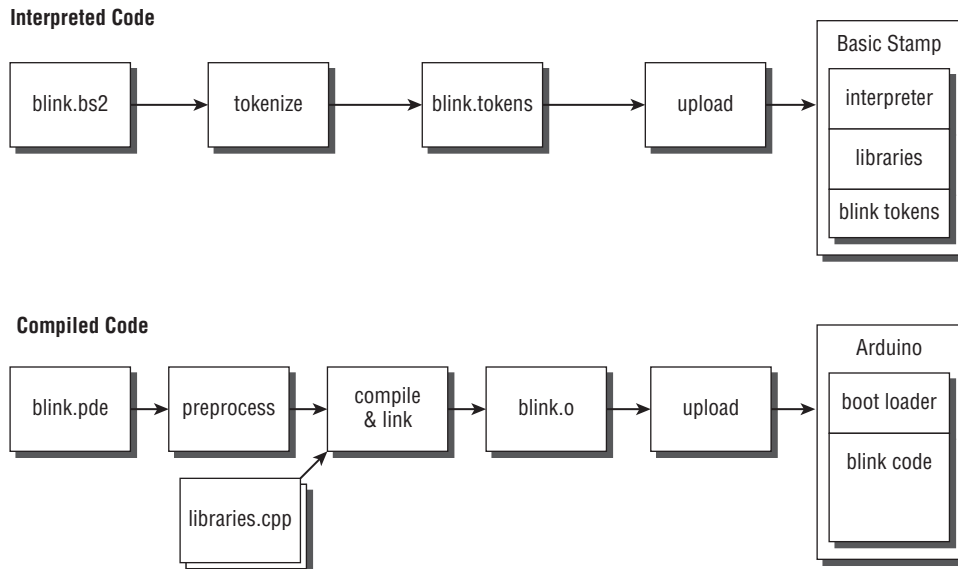 Interpreted Code
Basic Stamp
blink.bs2
tokenize
blink.tokens
upload
interpreter
libraries
blink tokens
Compiled Code
Arduino
blink.pde
preprocess
compile
& link
blink.o
upload
boot loader
blink code
libraries.cpp